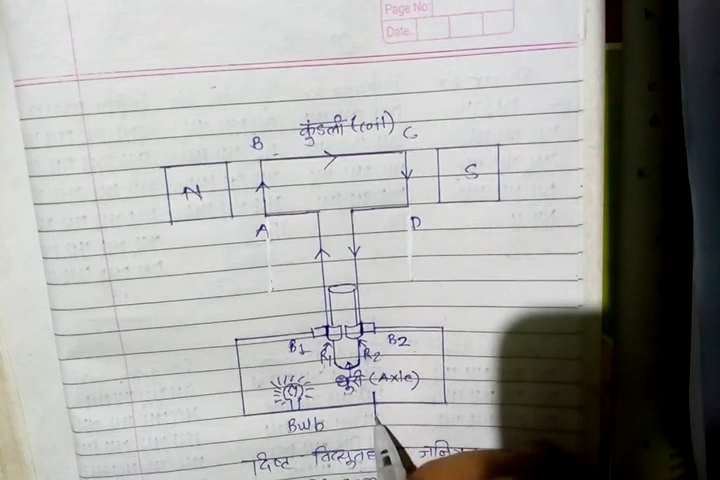 Page No:
Date.
कुंडली (coil)
B
C
N
S
A
D
B1
B2
R1
R2
धुरी (Axle)
Bulb
दिष्ट